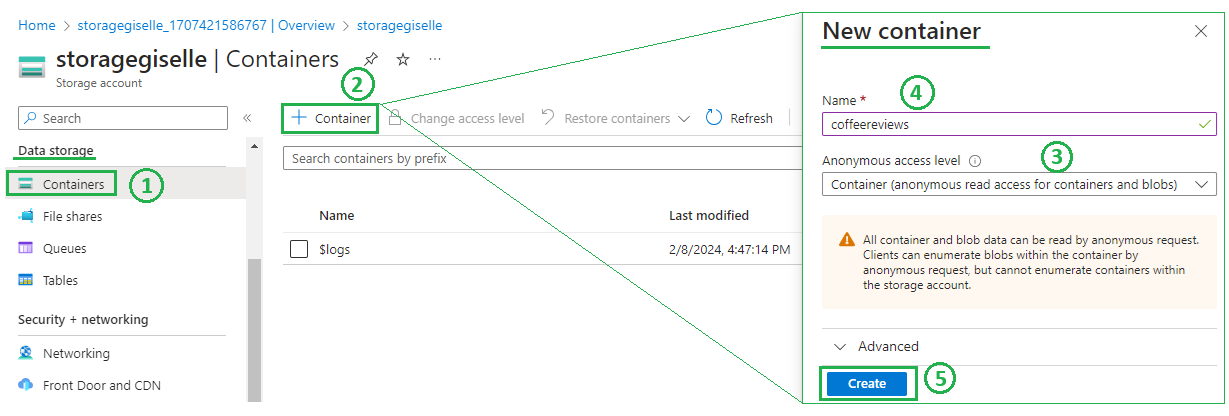 Home > storagegiselle_1707421586767 | Overview > storagegiselle
storagegiselle | Containers ...
Storage account
Search
«
Data storage
Containers
1
File shares
Queues
Tables
Security + networking
Networking
Front Door and CDN
2
+ Container
Change access level
Restore containers
Refresh
Search containers by prefix
Name
Last modified
$logs
2/8/2024, 4:47:14 PM
New container
4
Name *
coffeereviews
3
Anonymous access level
Container (anonymous read access for containers and blobs)
All container and blob data can be read by anonymous request.
Clients can enumerate blobs within the container by
anonymous request, but cannot enumerate containers within
the storage account.
Advanced
Create
5